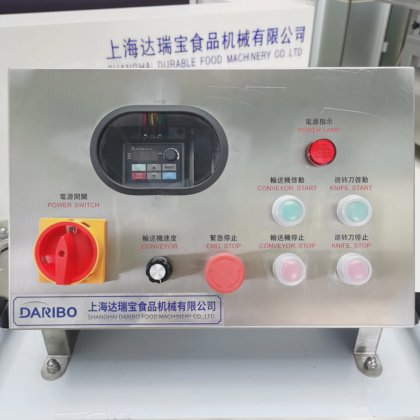 上海达瑞宝食品机械有限公司
SHANGHAI DURABLE FOOD MACHINERY CO.,LTD.
電源指示
POWER LAMP
電源開關
POWER SWITCH
輸送機速度
CONVEYOR
緊急停止
EMG. STOP
輸送機啓動
CONVEYOR. START
迴转刀啓動
KNIFE. START
輸送機停止
CONVEYOR. STOP
迴转刀停止
KNIFE. STOP
DARIBO
上海达瑞宝食品机械有限公司
SHANGHAI DARIBO FOOD MACHINERY CO.,LTD.